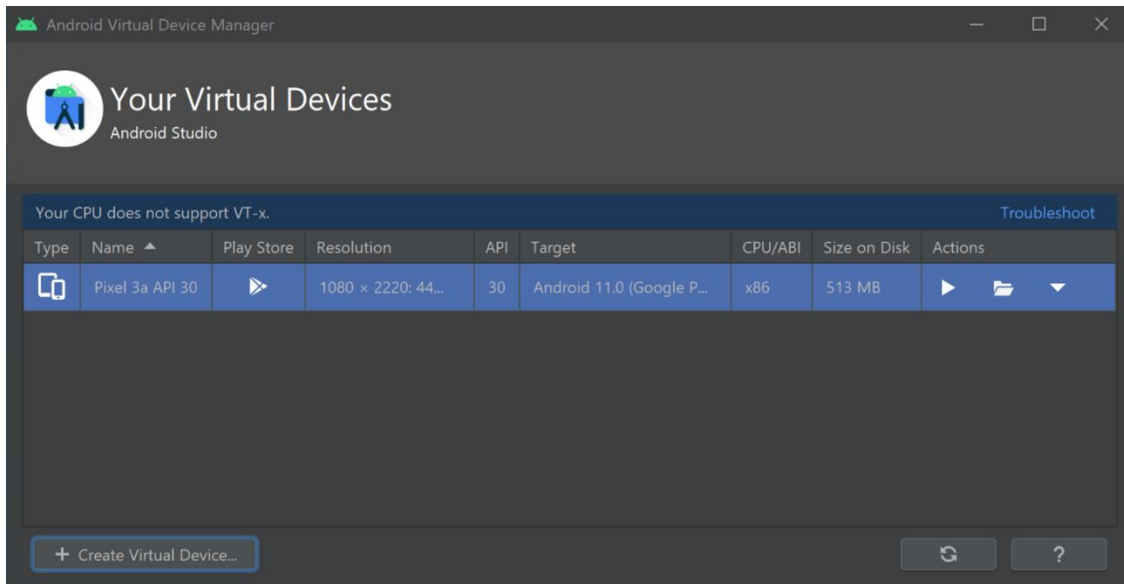 Android Virtual Device Manager
Your Virtual Devices
Android Studio
Your CPU does not support VT-x. Troubleshoot
Type Name Play Store Resolution API Target CPU/ABI Size on Disk Actions
Pixel 3a API 30 1080 × 2220: 44... 30 Android 11.0 (Google P... x86 513 MB
+ Create Virtual Device... ?